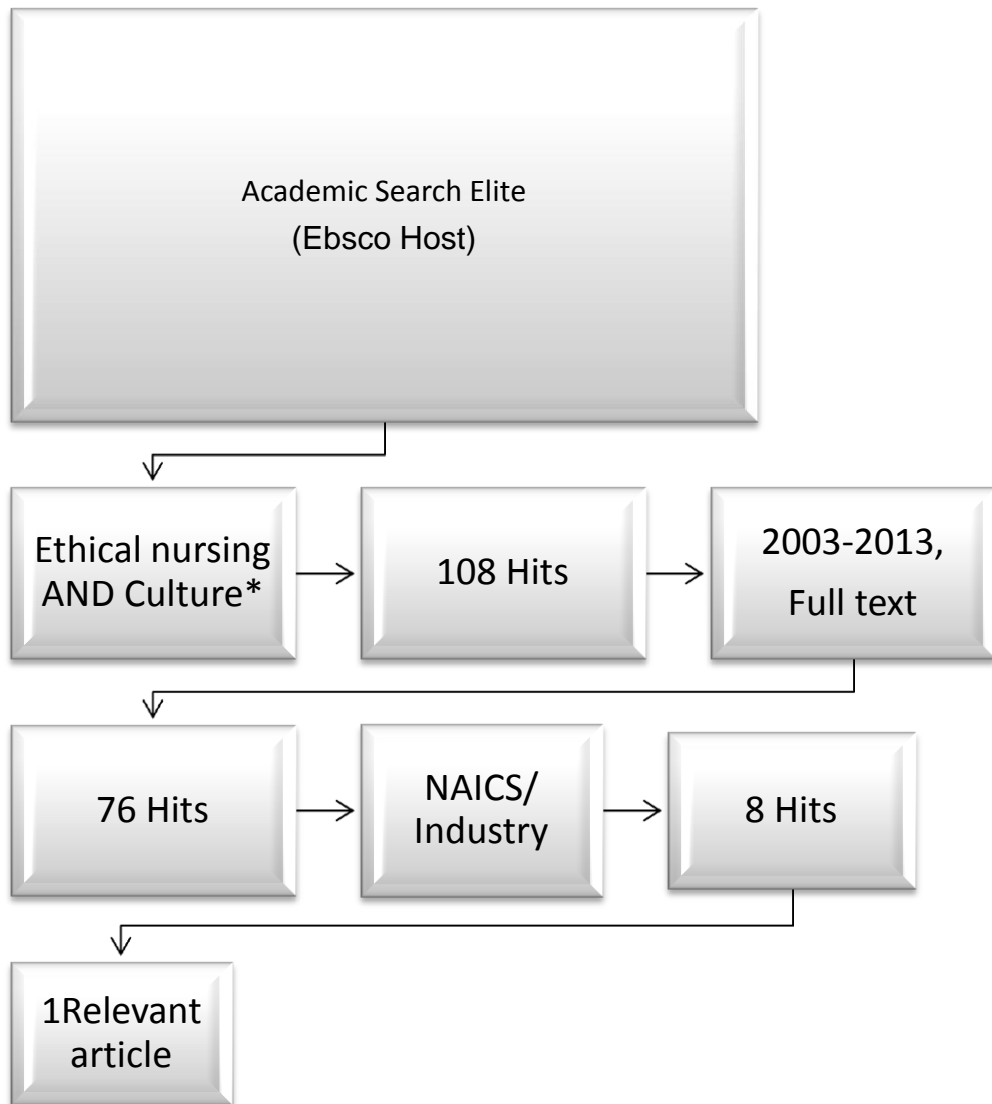 Academic Search Elite
(Ebsco Host)
Ethical nursing
AND Culture*
108 Hits
2003-2013,
Full text
76 Hits
NAICS/
Industry
8 Hits
1Relevant
article